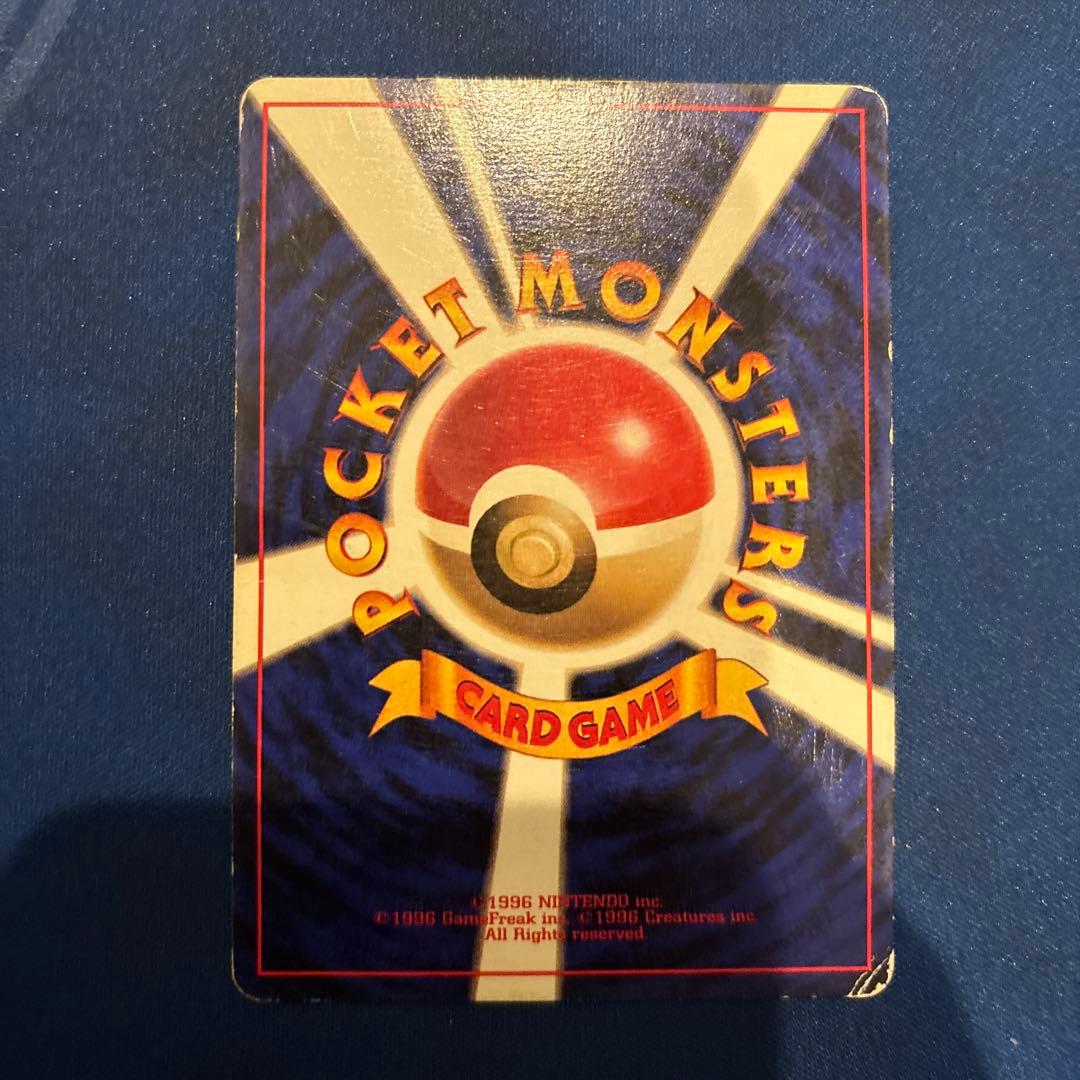 POCKET MONSTERS
CARD GAME
©1996 NINTENDO inc.
©1996 GameFreak inc. ©1996 Creatures inc.
All Rights reserved.